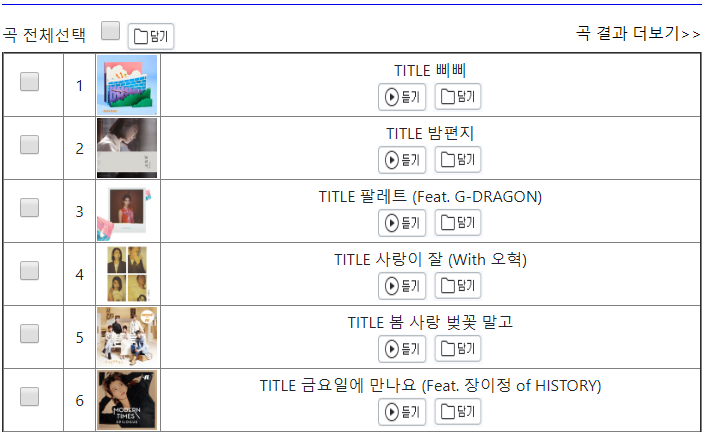 곡 전체선택 담기 곡 결과 더보기>>
1 TITLE 삐삐
듣기 담기
2 TITLE 밤편지
듣기 담기
3 TITLE 팔레트 (Feat. G-DRAGON)
듣기 담기
4 TITLE 사랑이 잘 (With 오혁)
듣기 담기
5 TITLE 봄 사랑 벚꽃 말고
듣기 담기
6 TITLE 금요일에 만나요 (Feat. 장이정 of HISTORY)
MODERN
TIMES
EPILOGUE
듣기 담기